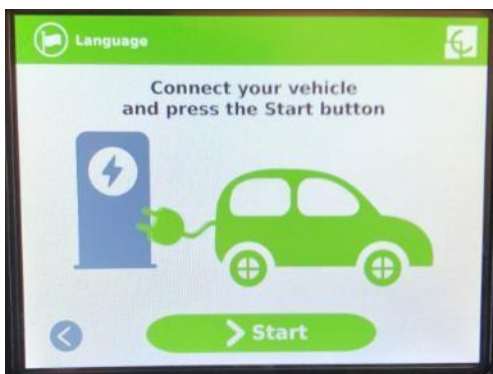 Language
Connect your vehicle
and press the Start button
Start